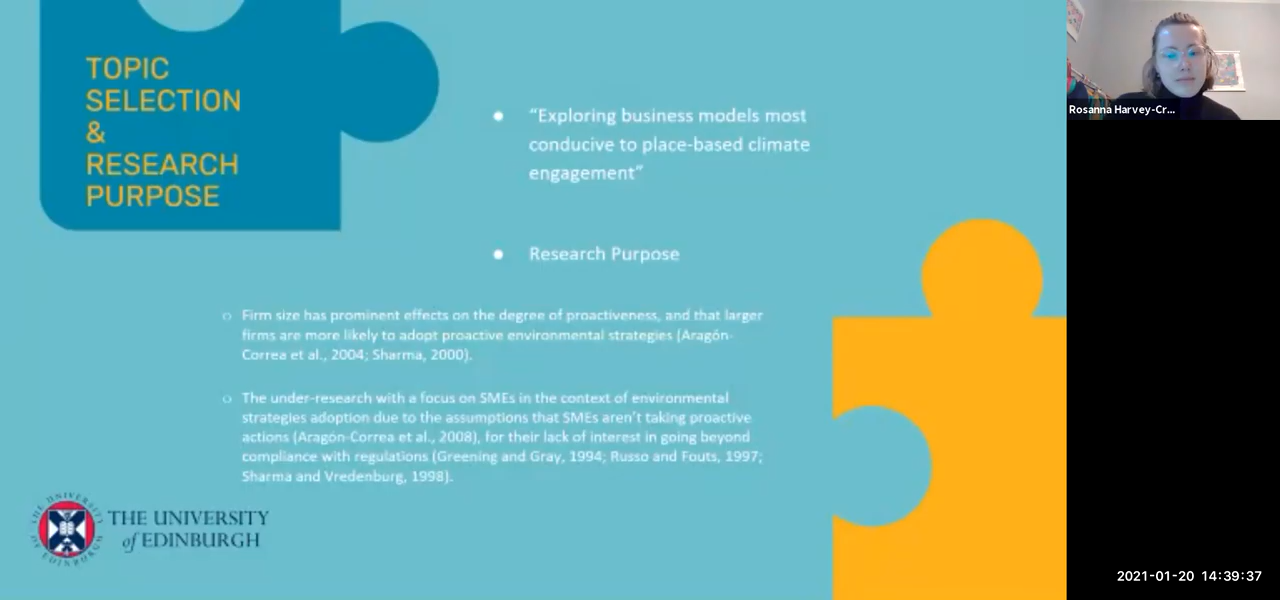 TOPIC
SELECTION
&
RESEARCH
PURPOSE
● “Exploring business models most
conducive to place-based climate
engagement”
● Research Purpose
○ Firm size has prominent effects on the degree of proactiveness, and that larger
firms are more likely to adopt proactive environmental strategies (Aragón-
Correa et al., 2004; Sharma, 2000).
○ The under-research with a focus on SMEs in the context of environmental
strategies adoption due to the assumptions that SMEs aren’t taking proactive
actions (Aragón-Correa et al., 2008), for their lack of interest in going beyond
compliance with regulations (Greening and Gray, 1994; Russo and Fouts, 1997;
Sharma and Vredenburg, 1998).
THE UNIVERSITY OF EDINBURGH
THE UNIVERSITY
of EDINBURGH
Rosanna Harvey-Cr...
2021-01-20 14:39:37